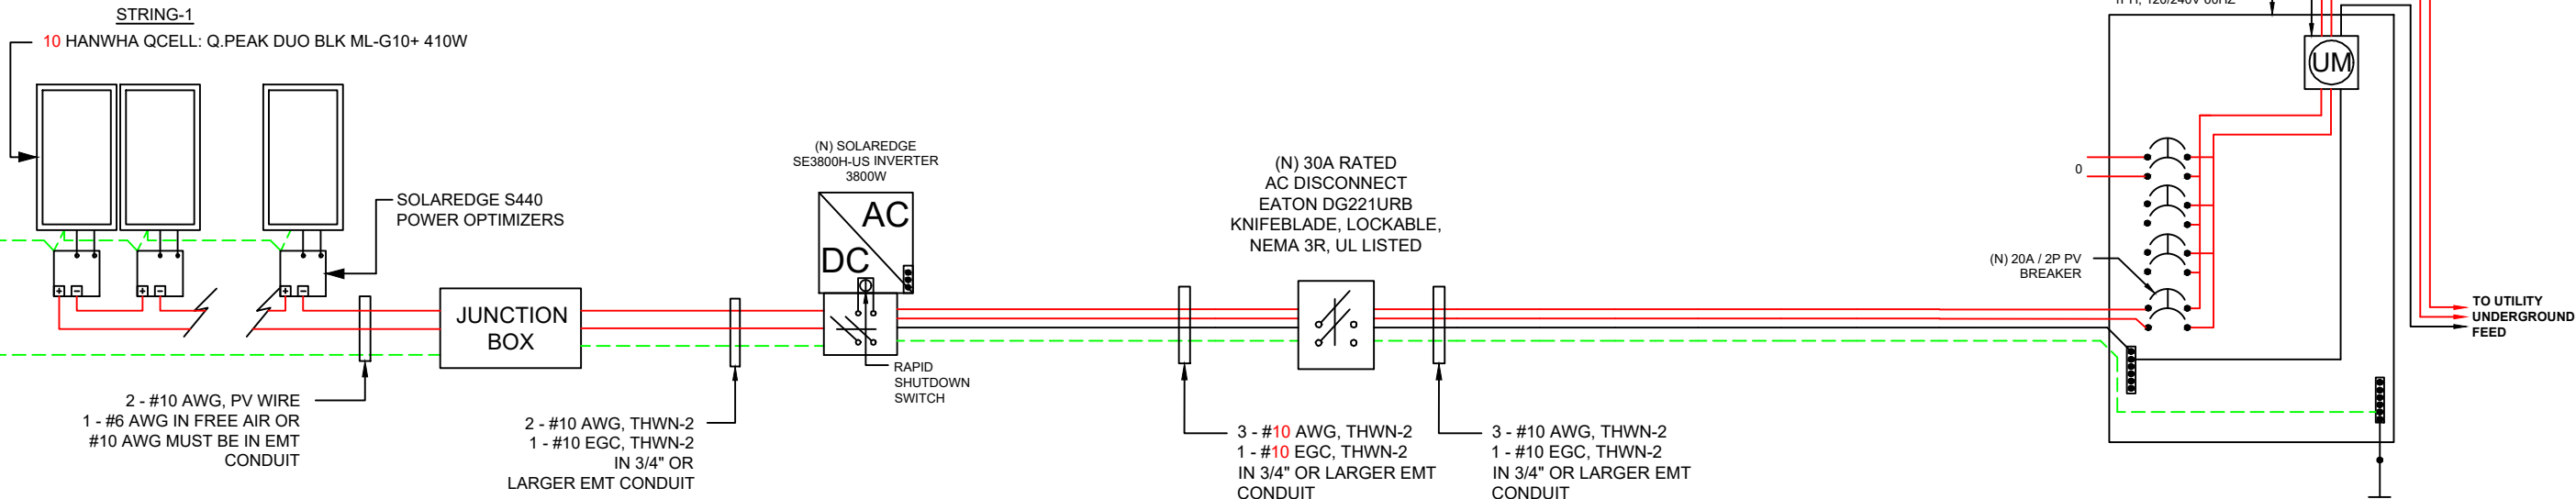 STRING-1
10 HANWHA QCELL: Q.PEAK DUO BLK ML-G10+ 410W
SOLAREDGE S440
POWER OPTIMIZERS
+ − + − + −
JUNCTION
BOX
2 - #10 AWG, PV WIRE
1 - #6 AWG IN FREE AIR OR
#10 AWG MUST BE IN EMT
CONDUIT
2 - #10 AWG, THWN-2
1 - #10 EGC, THWN-2
IN 3/4" OR
LARGER EMT CONDUIT
(N) SOLAREDGE
SE3800H-US INVERTER
3800W
AC
DC
RAPID
SHUTDOWN
SWITCH
(N) 30A RATED
AC DISCONNECT
EATON DG221URB
KNIFEBLADE, LOCKABLE,
NEMA 3R, UL LISTED
3 - #10 AWG, THWN-2
1 - #10 EGC, THWN-2
IN 3/4" OR LARGER EMT
CONDUIT
3 - #10 AWG, THWN-2
1 - #10 EGC, THWN-2
IN 3/4" OR LARGER EMT
CONDUIT
120/240V 60HZ
UM
0
(N) 20A / 2P PV
BREAKER
TO UTILITY
UNDERGROUND
FEED